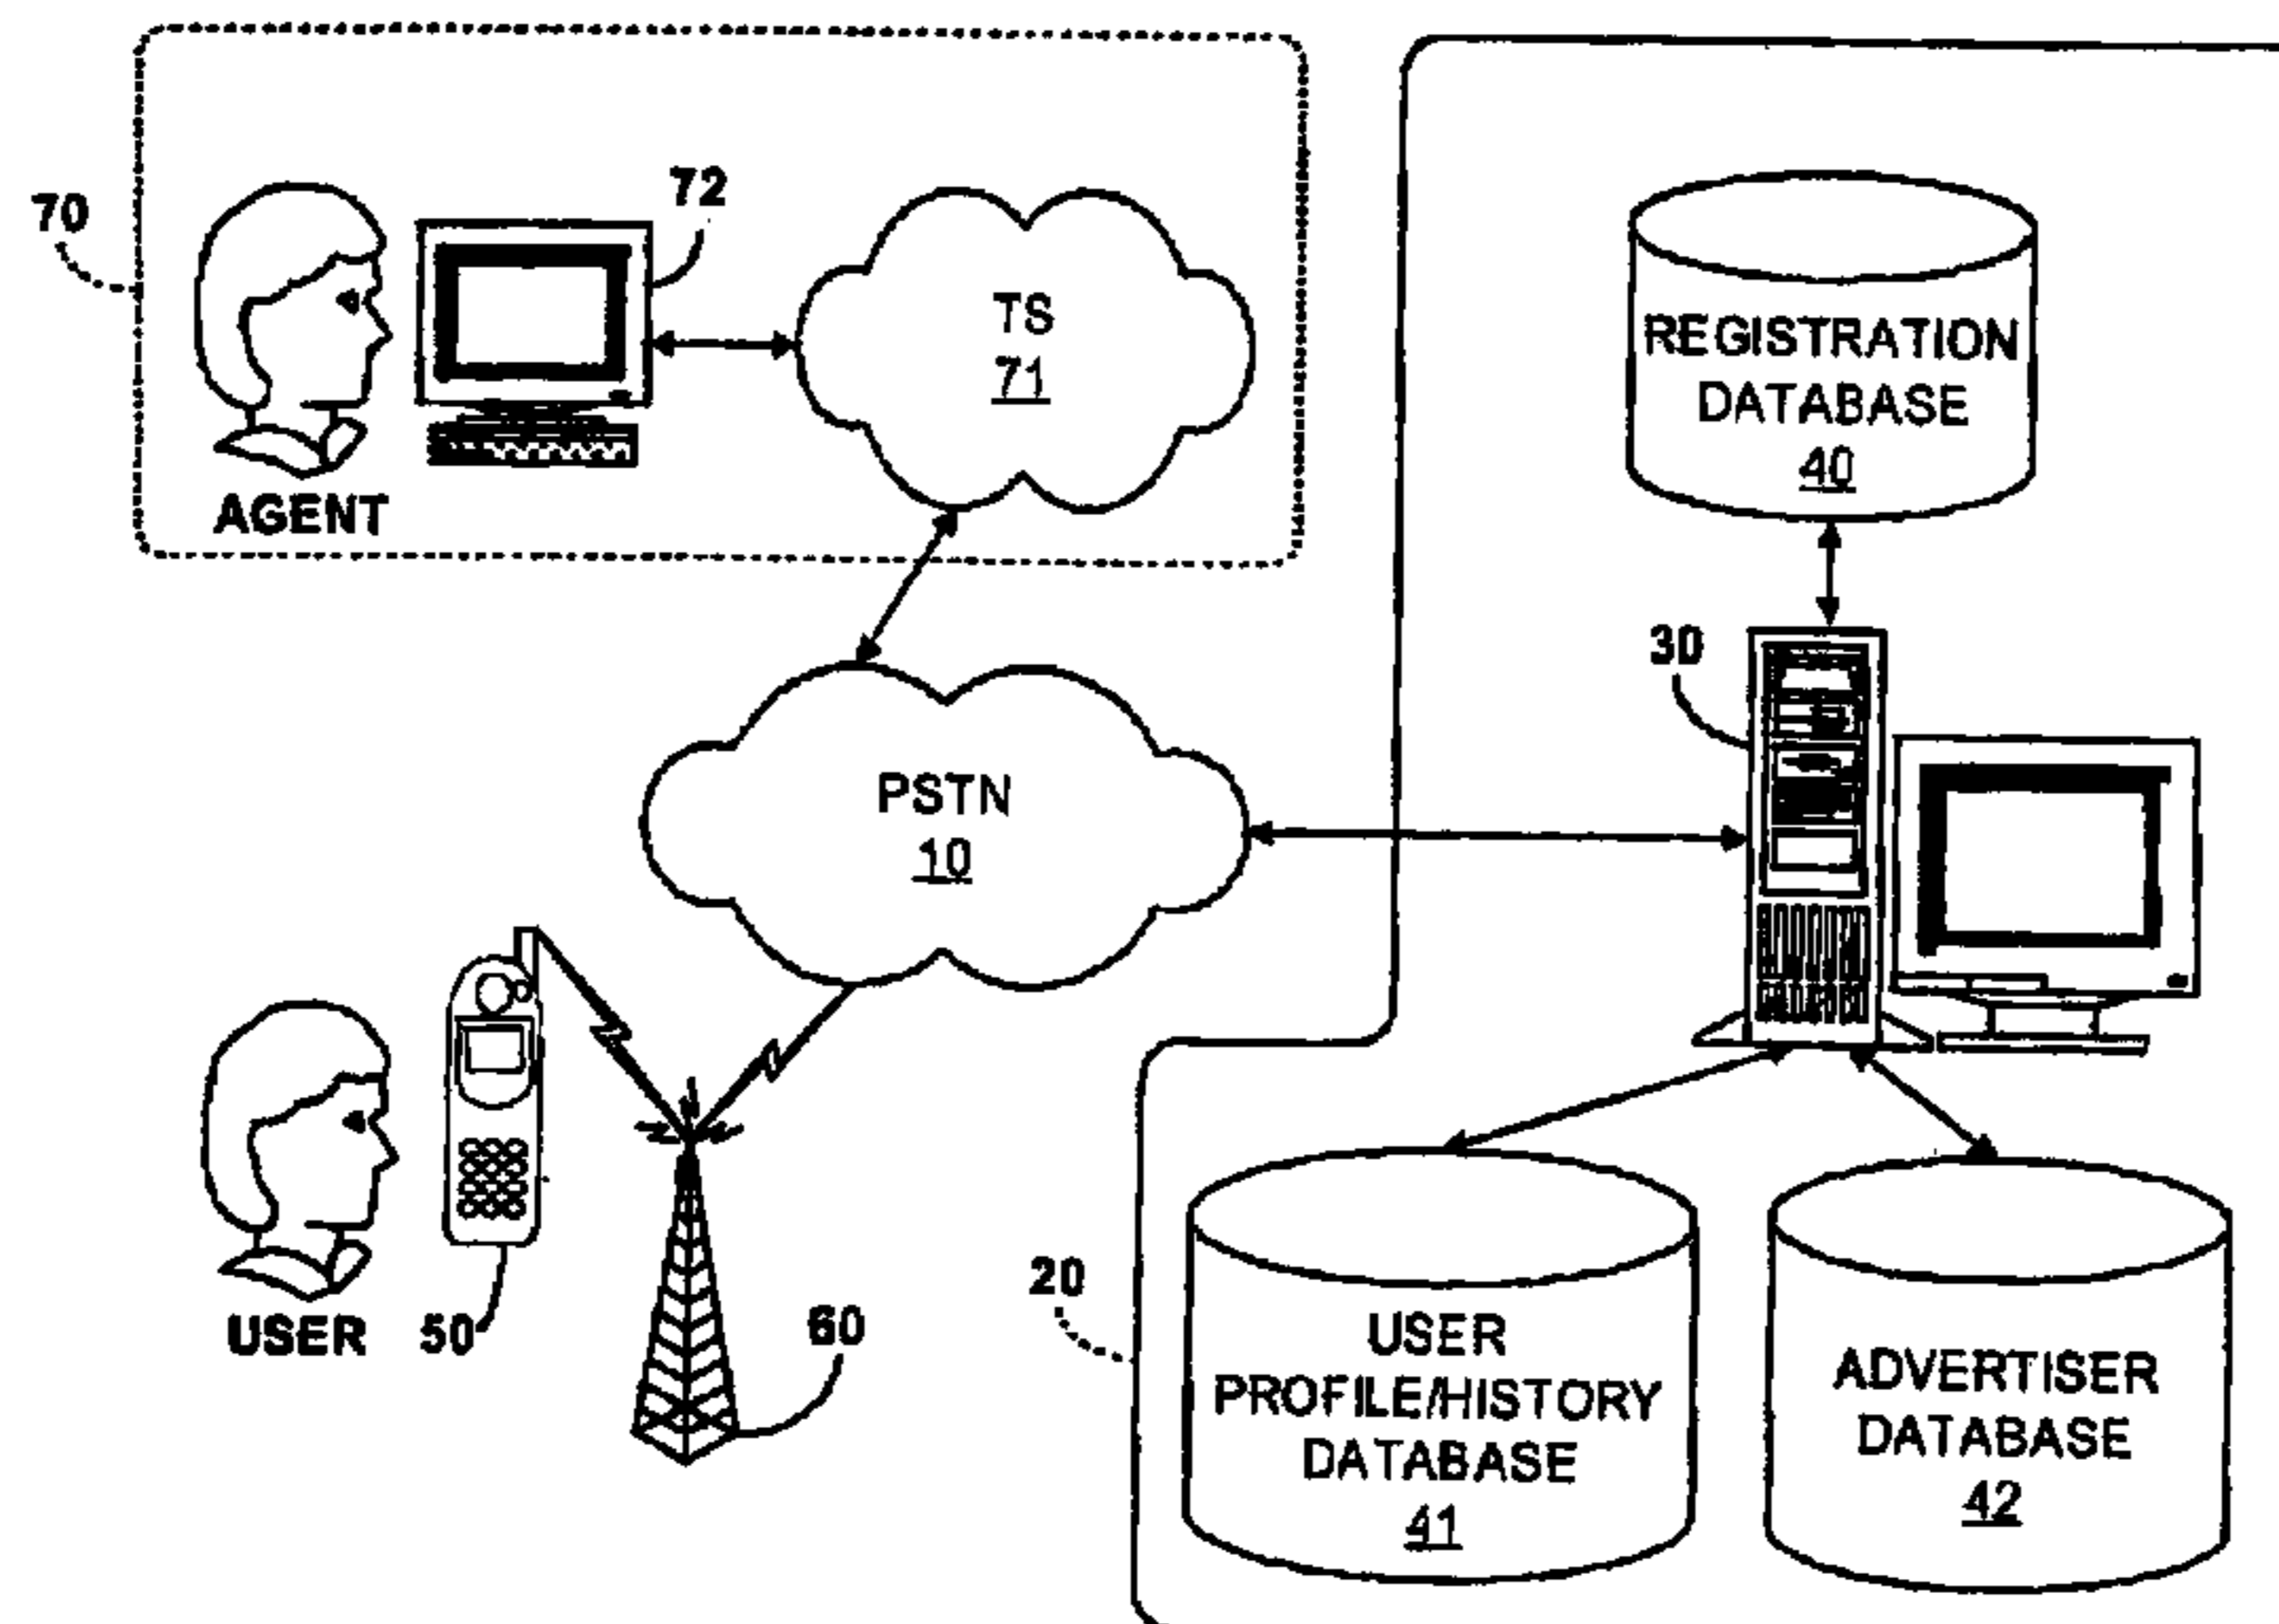 70
72
AGENT
TS
71
REGISTRATION
DATABASE
40
30
PSTN
10
USER
50
60
20
USER
PROFILE/HISTORY
DATABASE
41
ADVERTISER
DATABASE
42